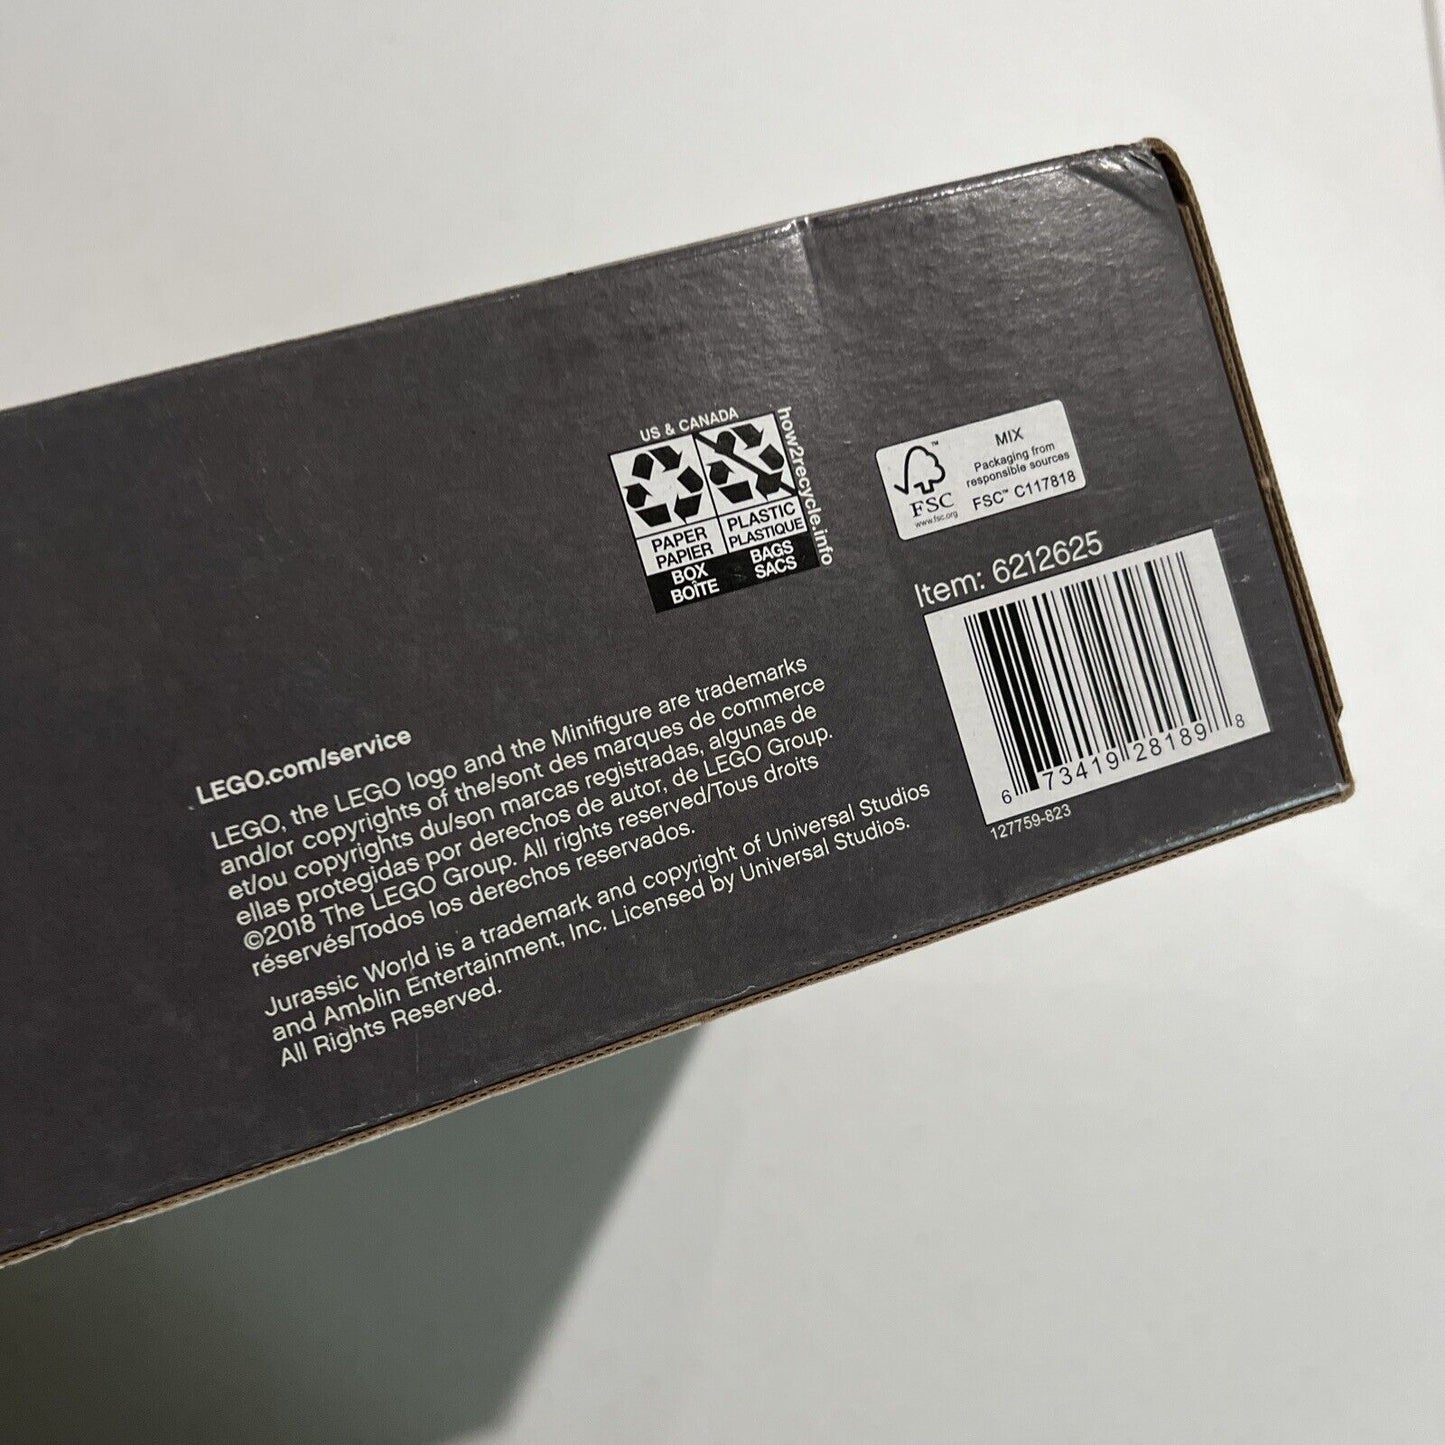 US & CANADA
how2recycle.info
PAPER
PAPIER
BOX
BOÎTE
PLASTIC
PLASTIQUE
BAGS
SACS
FSC
™
www.fsc.org
MIX
Packaging from
responsible sources
FSC™ C117818
Item: 6212625
6 73419 28189 8
127759-823
LEGO.com/service
LEGO, the LEGO logo and the Minifigure are trademarks
and/or copyrights of the/sont des marques de commerce
et/ou copyrights du/son marcas registradas, algunas de
ellas protegidas por derechos de autor, de LEGO Group.
©2018 The LEGO Group. All rights reserved/Tous droits
réservés/Todos los derechos reservados.
Jurassic World is a trademark and copyright of Universal Studios
and Amblin Entertainment, Inc. Licensed by Universal Studios.
All Rights Reserved.